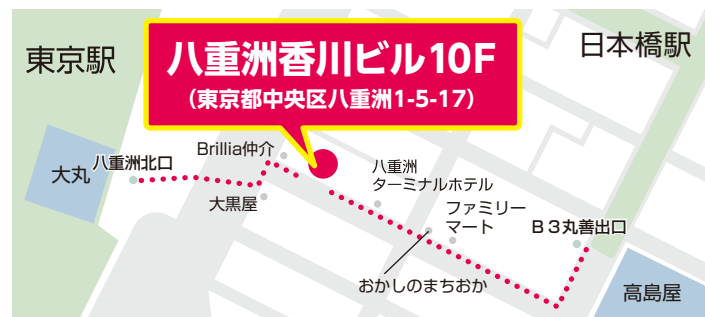 東京駅
八重洲香川ビル10F
(東京都中央区八重洲1-5-17)
日本橋駅
大丸
八重洲北口
Brillia仲介
大黒屋
八重洲
ターミナルホテル
ファミリー
マート
B3丸善出口
おかしのまちおか
高島屋